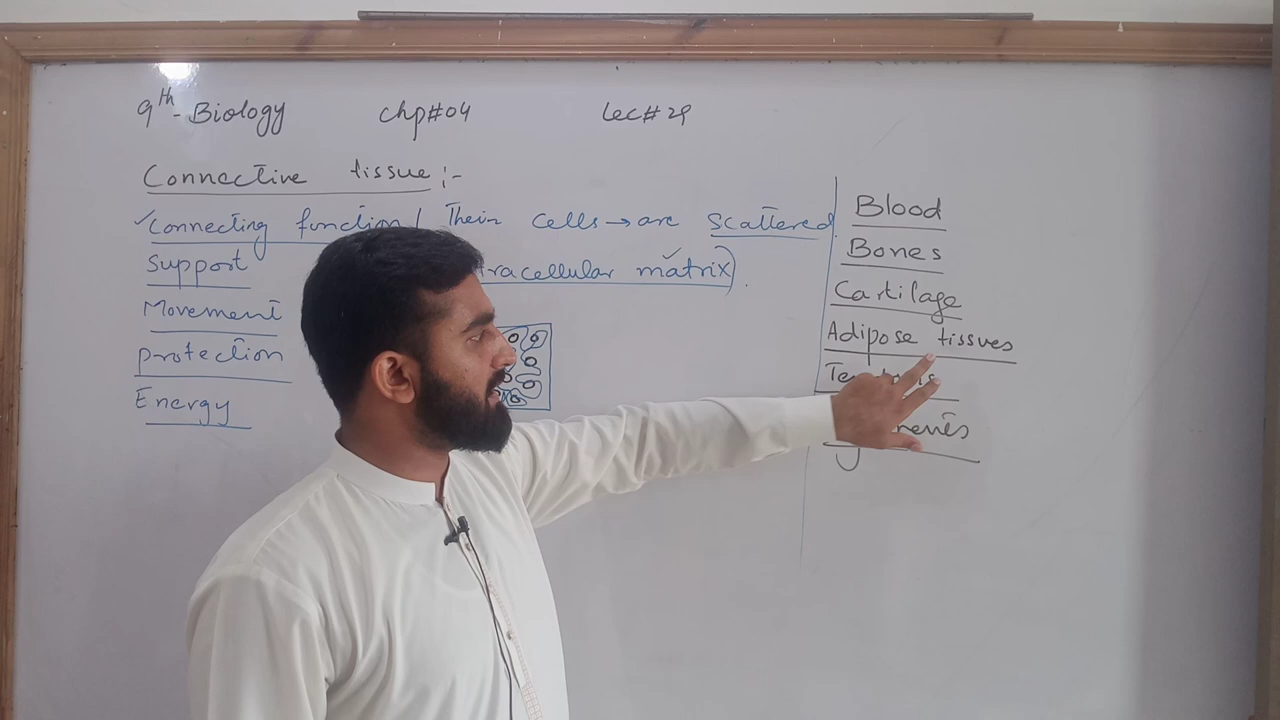 9th - Biology chp#04 Lec# 29
Connective tissue :-
✓Connecting function / Their cells → are scattered
Support matrix) .
Movement
Protection
Energy
Blood
Bones
Cartilage
Adipose tissues